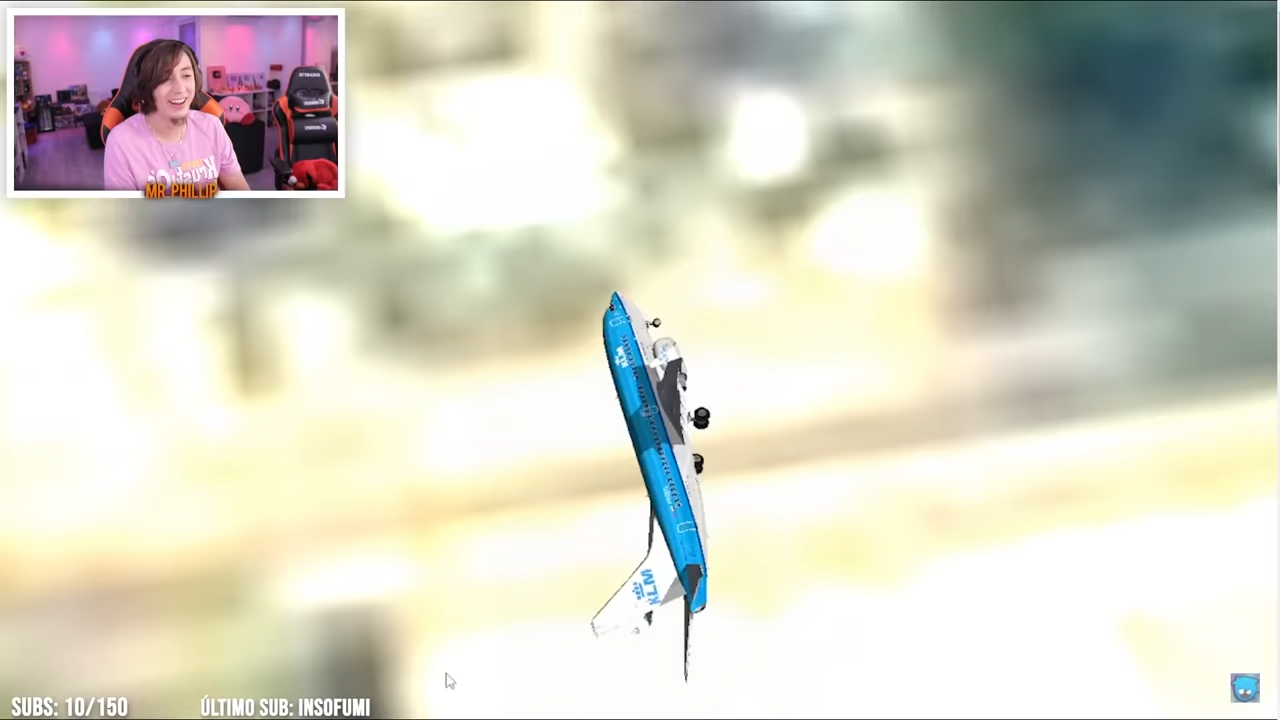 MR PHILLIP
KLM
KLM
SUBS: 10/150
ÚLTIMO SUB: INSOFUMI